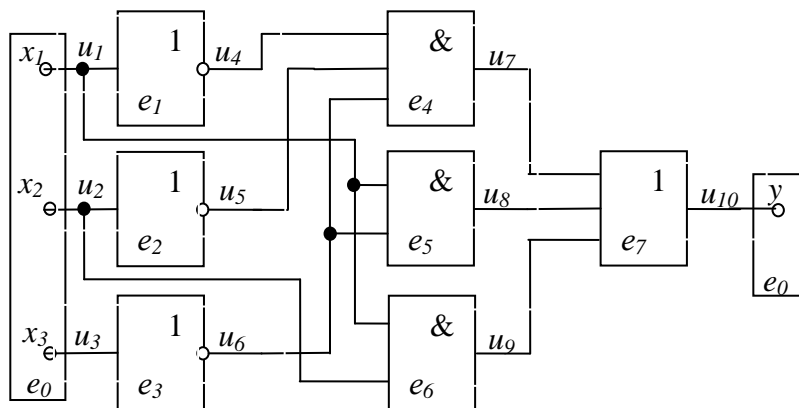 x1 u1 1 u4 & u7
e1 e4
x2 u2 1 u5 & u8 1 u10 y
e2 e5 e7
x3 u3 1 u6 & u9 e0
e0 e3 e6